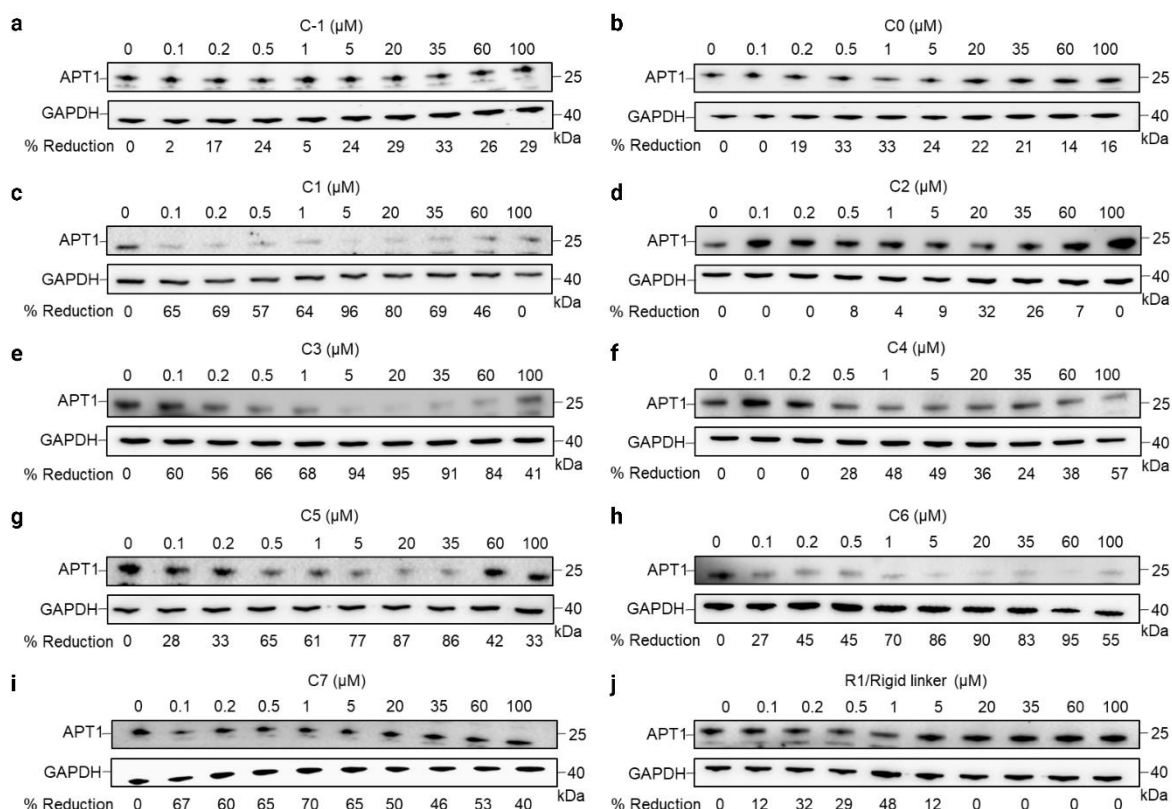 a
C-1 (µM)
0 0.1 0.2 0.5 1 5 20 35 60 100
APT1 25
GAPDH 40
kDa
% Reduction 0 2 17 24 5 24 29 33 26 29
b
C0 (µM)
0 0.1 0.2 0.5 1 5 20 35 60 100
APT1 25
GAPDH 40
kDa
% Reduction 0 0 19 33 33 24 22 21 14 16
c
C1 (µM)
0 0.1 0.2 0.5 1 5 20 35 60 100
APT1 25
GAPDH 40
kDa
% Reduction 0 65 69 57 64 96 80 69 46 0
d
C2 (µM)
0 0.1 0.2 0.5 1 5 20 35 60 100
APT1 25
GAPDH 40
kDa
% Reduction 0 0 0 8 4 9 32 26 7 0
e
C3 (µM)
0 0.1 0.2 0.5 1 5 20 35 60 100
APT1 25
GAPDH 40
kDa
% Reduction 0 60 56 66 68 94 95 91 84 41
f
C4 (µM)
0 0.1 0.2 0.5 1 5 20 35 60 100
APT1 25
GAPDH 40
kDa
% Reduction 0 0 0 28 48 49 36 24 38 57
g
C5 (µM)
0 0.1 0.2 0.5 1 5 20 35 60 100
APT1 25
GAPDH 40
kDa
% Reduction 0 28 33 65 61 77 87 86 42 33
h
C6 (µM)
0 0.1 0.2 0.5 1 5 20 35 60 100
APT1 25
GAPDH 40
kDa
% Reduction 0 27 45 45 70 86 90 83 95 55
i
C7 (µM)
0 0.1 0.2 0.5 1 5 20 35 60 100
APT1 25
GAPDH 40
kDa
% Reduction 0 67 60 65 70 65 50 46 53 40
j
R1/Rigid linker (µM)
0 0.1 0.2 0.5 1 5 20 35 60 100
APT1 25
GAPDH 40
kDa
% Reduction 0 12 32 29 48 12 0 0 0 0